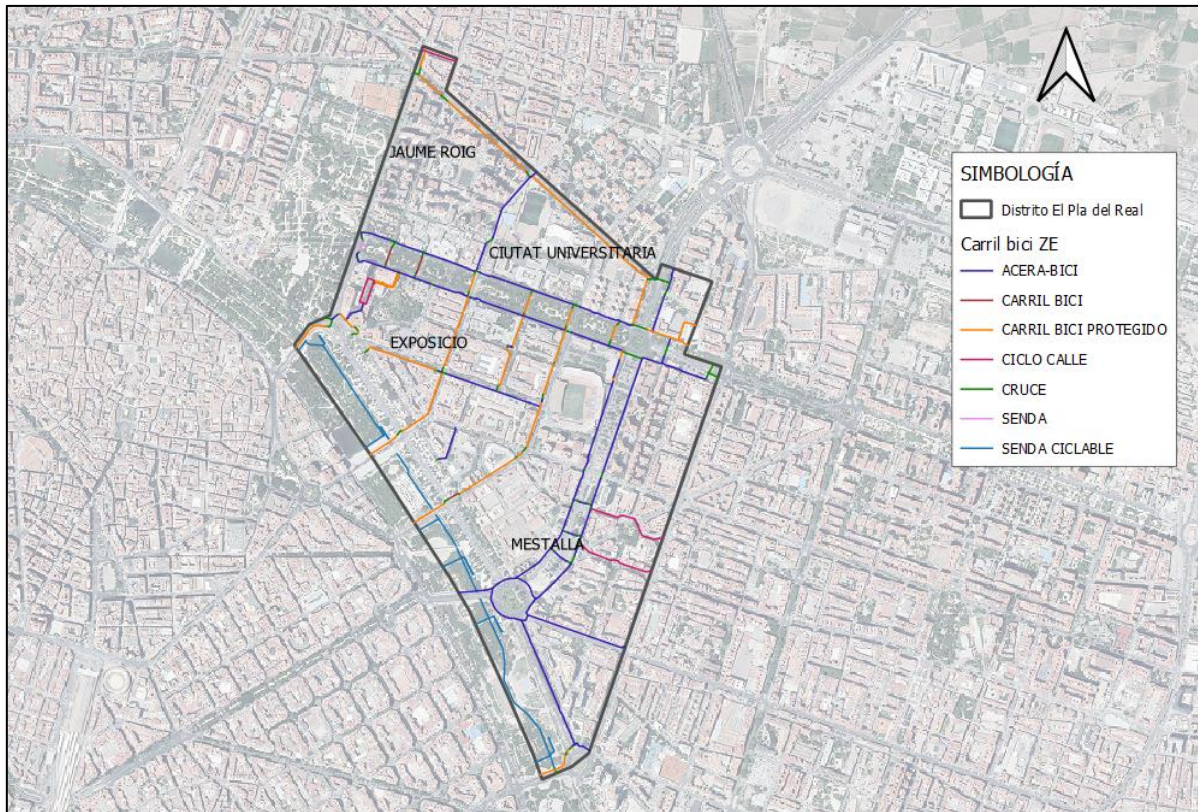 JAUME ROIG
CIUTAT UNIVERSITARIA
EXPOSICIO
MESTALLA
SIMBOLOGÍA
Distrito El Pla del Real
Carril bici ZE
ACERA-BICI
CARRIL BICI
CARRIL BICI PROTEGIDO
CICLO CALLE
CRUCE
SENDA
SENDA CICLABLE